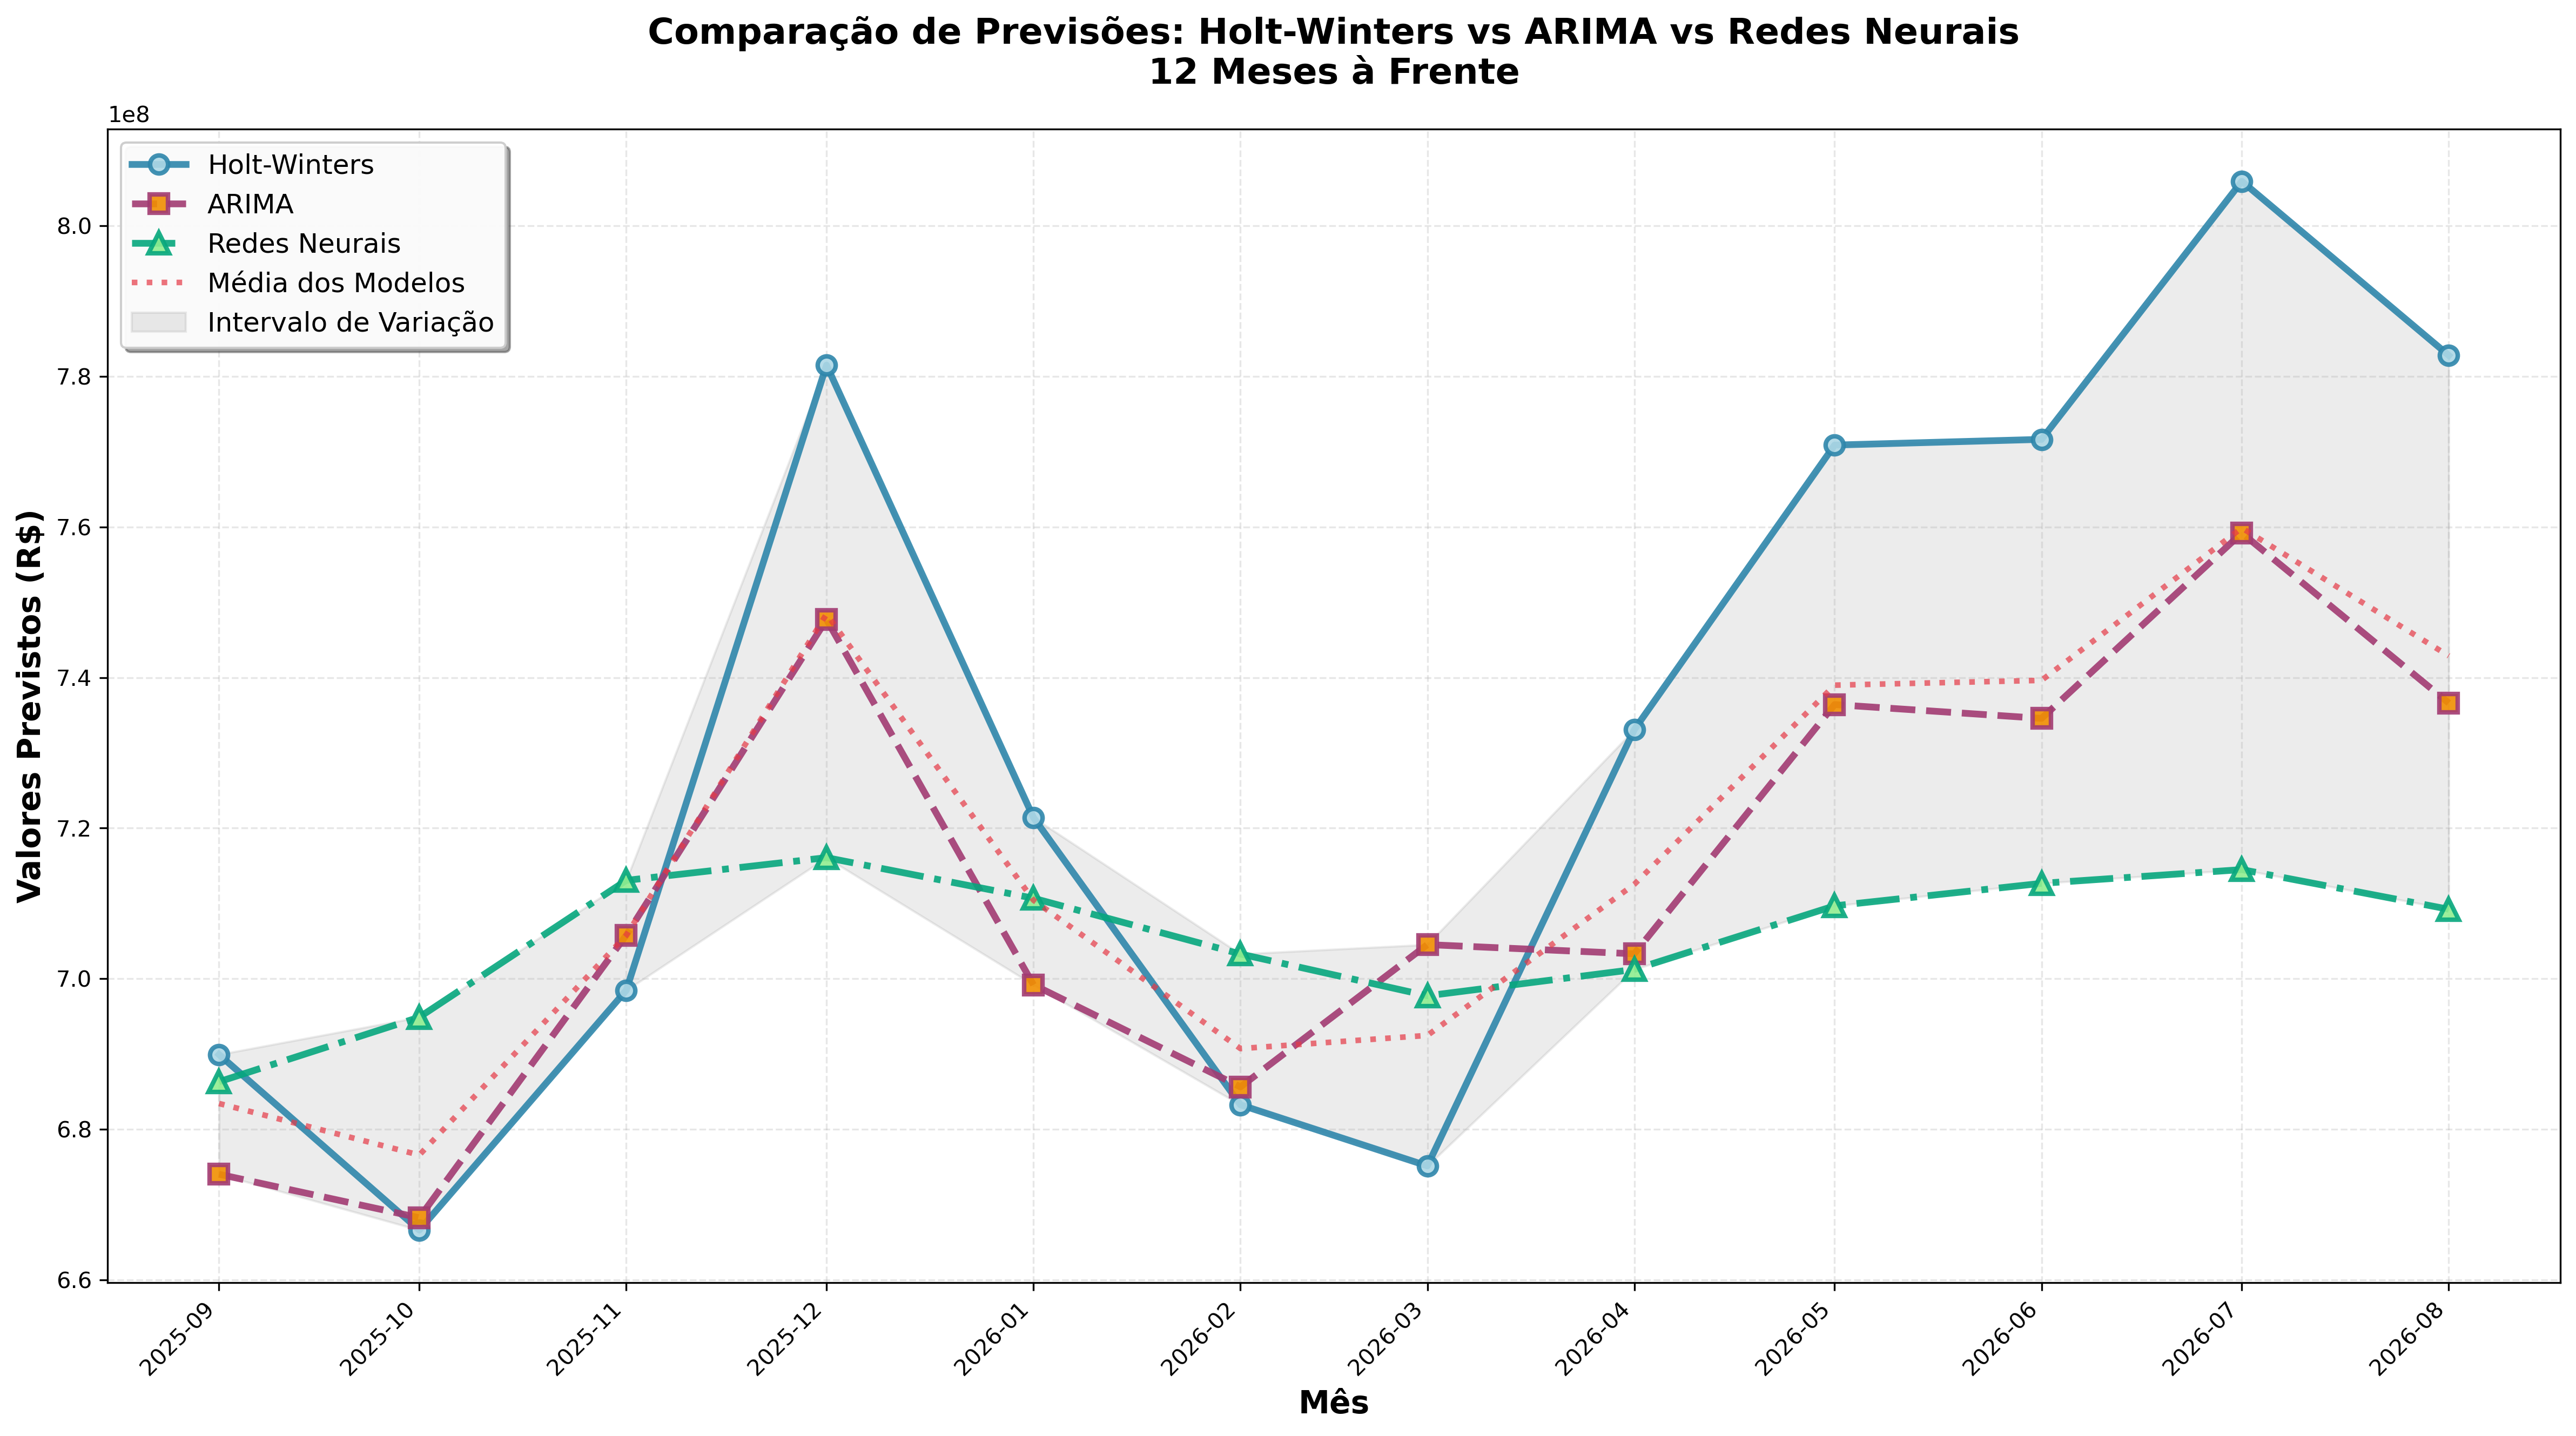 Comparação de Previsões: Holt-Winters vs ARIMA vs Redes Neurais
12 Meses à Frente
1e8
Holt-Winters
ARIMA
Redes Neurais
Média dos Modelos
Intervalo de Variação
8.0
7.8
7.6
7.4
7.2
7.0
6.8
6.6
Valores Previstos (R$)
2025-09
2025-10
2025-11
2025-12
2026-01
2026-02
2026-03
2026-04
2026-05
2026-06
2026-07
2026-08
Mês